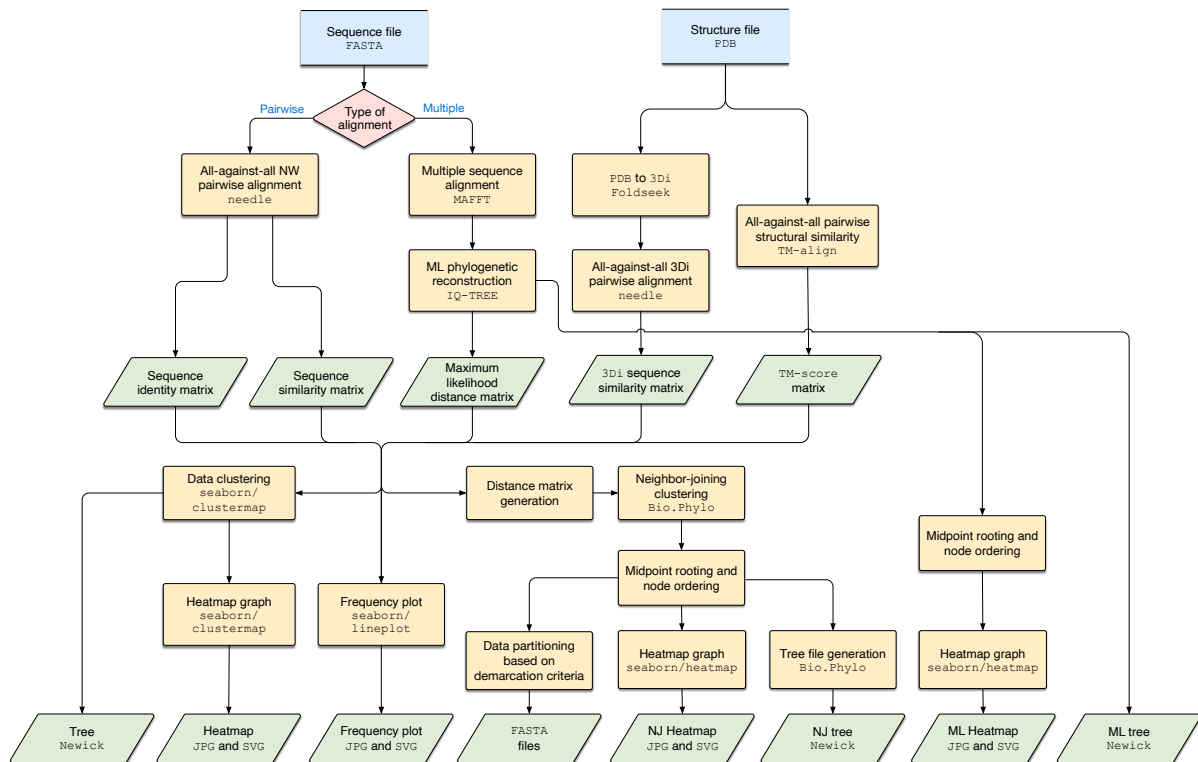 Sequence file
FASTA
Structure file
PDB
Pairwise
Type of
alignment
Multiple
All-against-all NW
pairwise alignment
needle
Multiple sequence
alignment
MAFFT
PDB to 3Di
Foldseek
All-against-all pairwise
structural similarity
TM-align
ML phylogenetic
reconstruction
IQ-TREE
All-against-all 3Di
pairwise alignment
needle
Sequence
identity matrix
Sequence
similarity matrix
Maximum
likelihood
distance matrix
3Di sequence
similarity matrix
TM-score
matrix
Data clustering
seaborn/
clustermap
Distance matrix
generation
Neighbor-joining
clustering
Bio.Phylo
Midpoint rooting and
node ordering
Midpoint rooting and
node ordering
Heatmap graph
seaborn/
clustermap
Frequency plot
seaborn/
lineplot
Data partitioning
based on
demarcation criteria
Heatmap graph
seaborn/heatmap
Tree file generation
Bio.Phylo
Heatmap graph
seaborn/heatmap
Tree
Newick
Heatmap
JPG and SVG
Frequency plot
JPG and SVG
FASTA
files
NJ Heatmap
JPG and SVG
NJ tree
Newick
ML Heatmap
JPG and SVG
ML tree
Newick